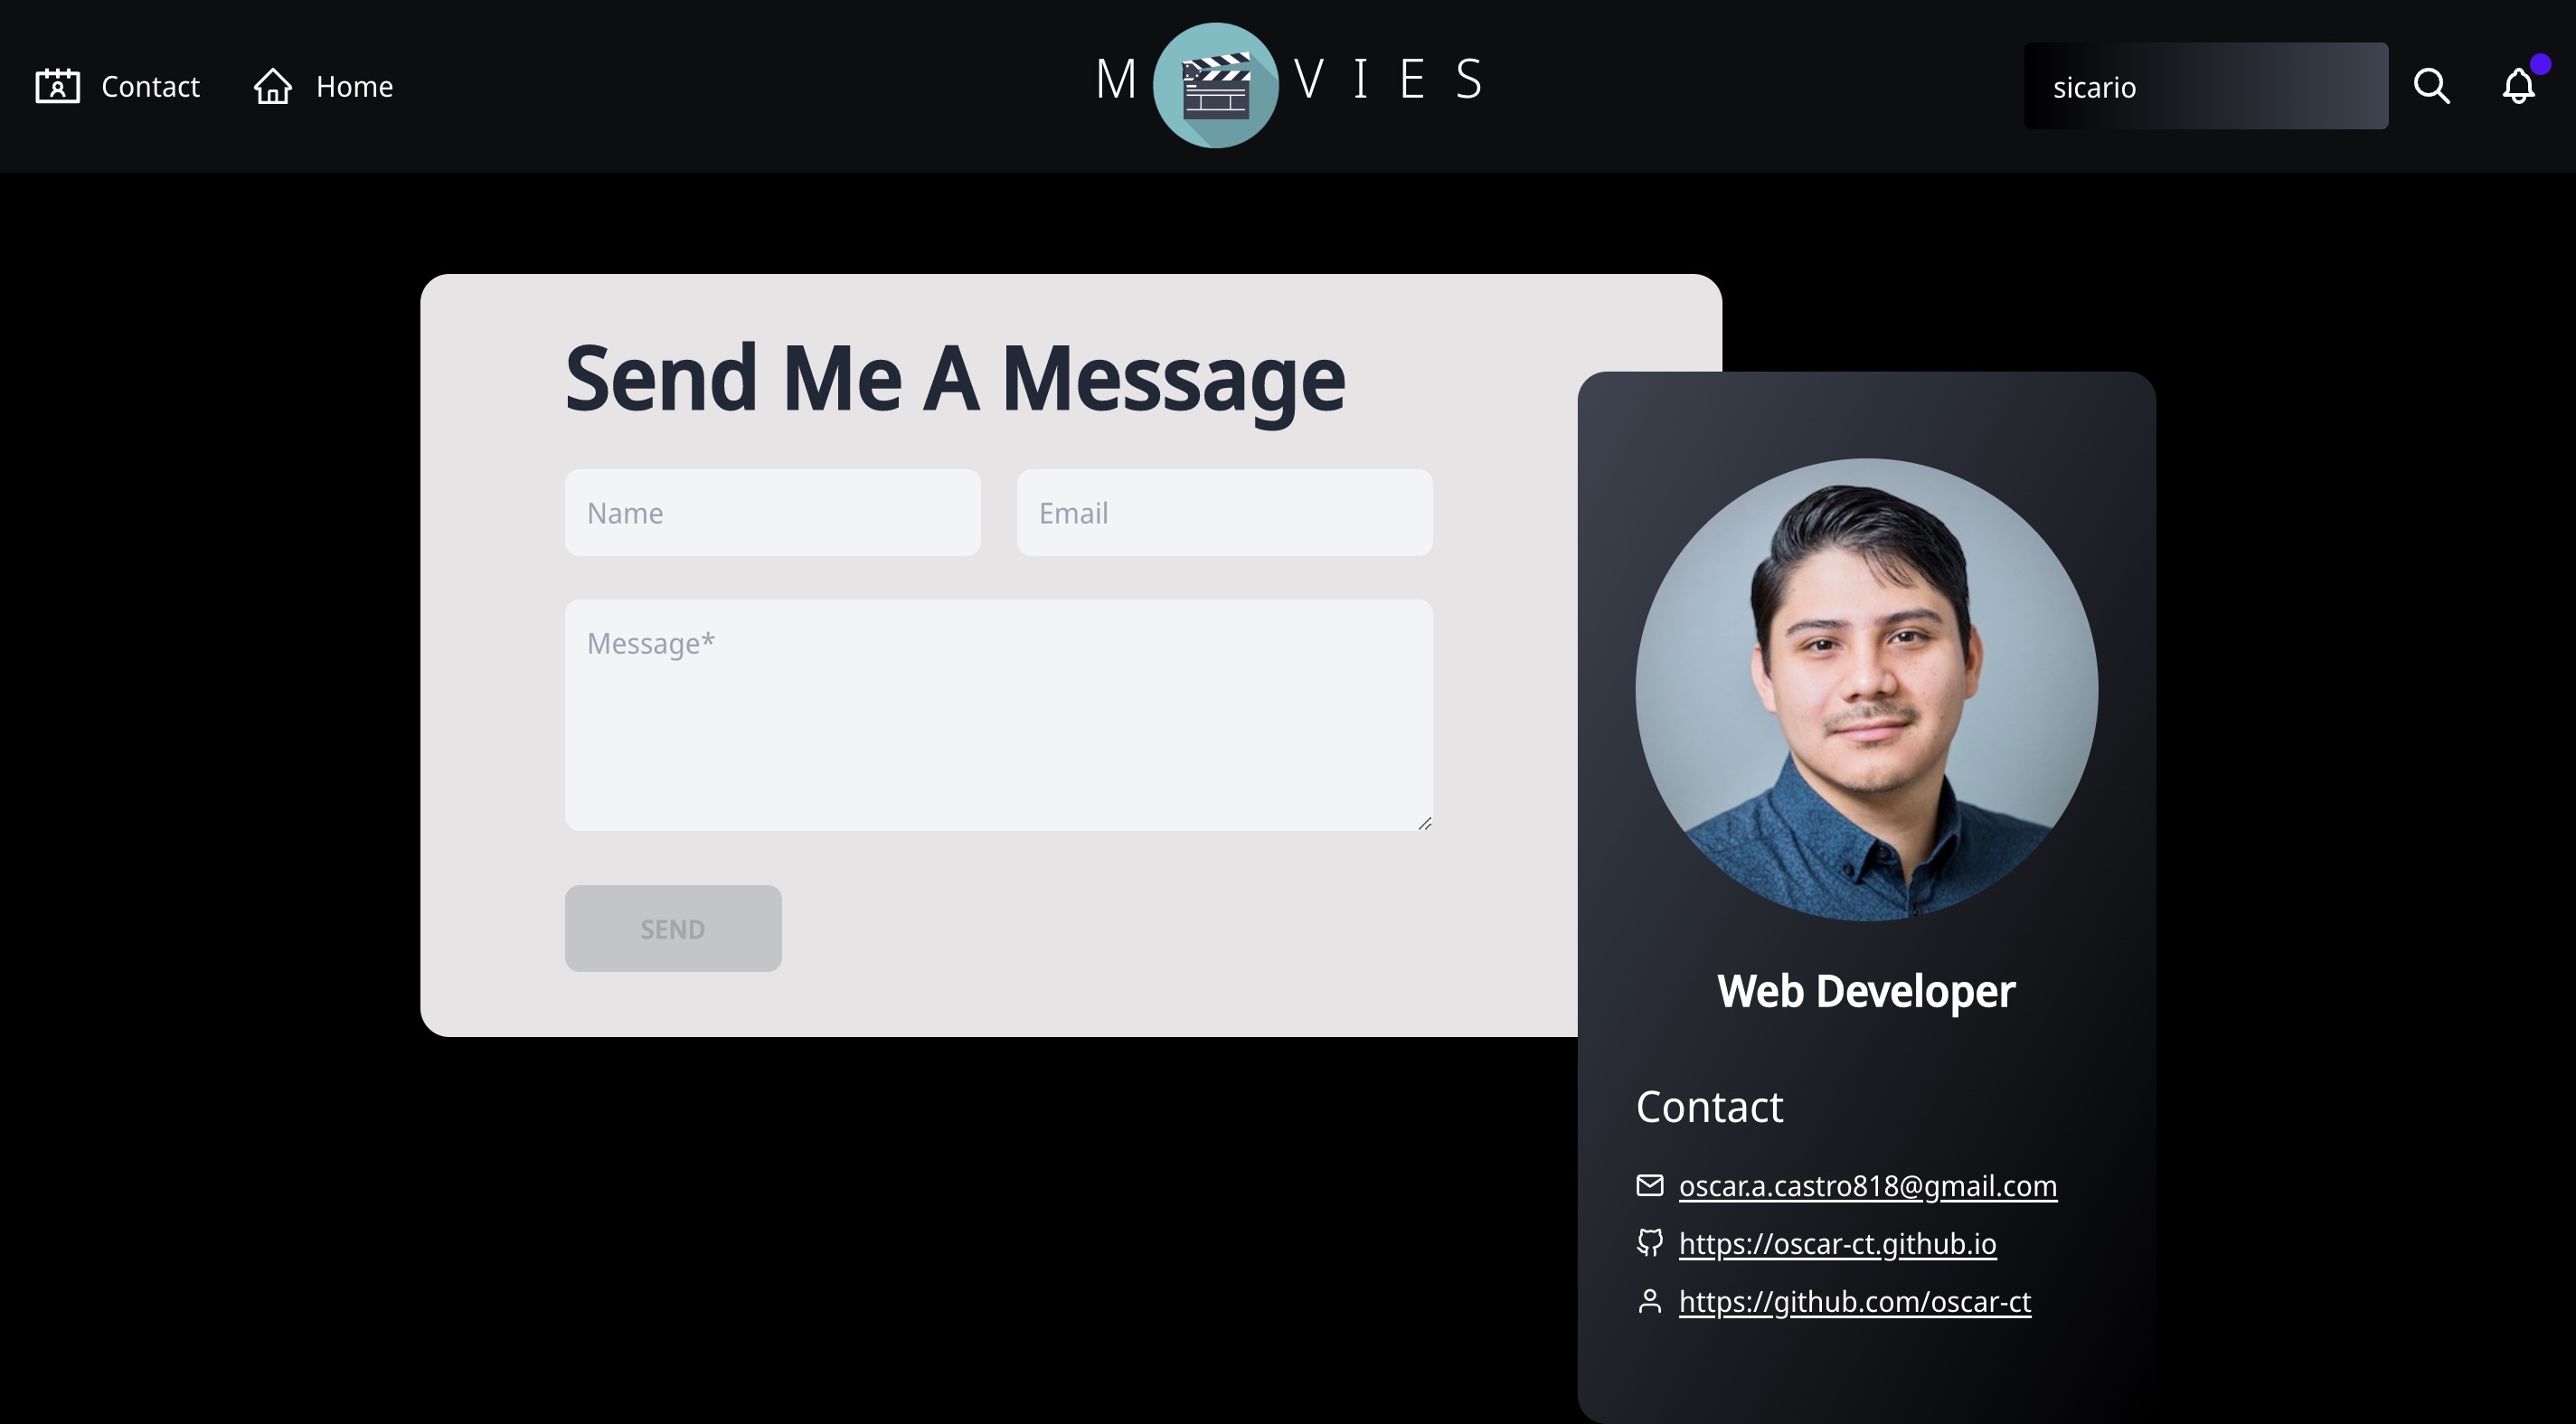 Contact Home M VIES sicario
Send Me A Message
Name Email
Message*
SEND
Web Developer
Contact
oscar.a.castro818@gmail.com
https://oscar-ct.github.io
https://github.com/oscar-ct